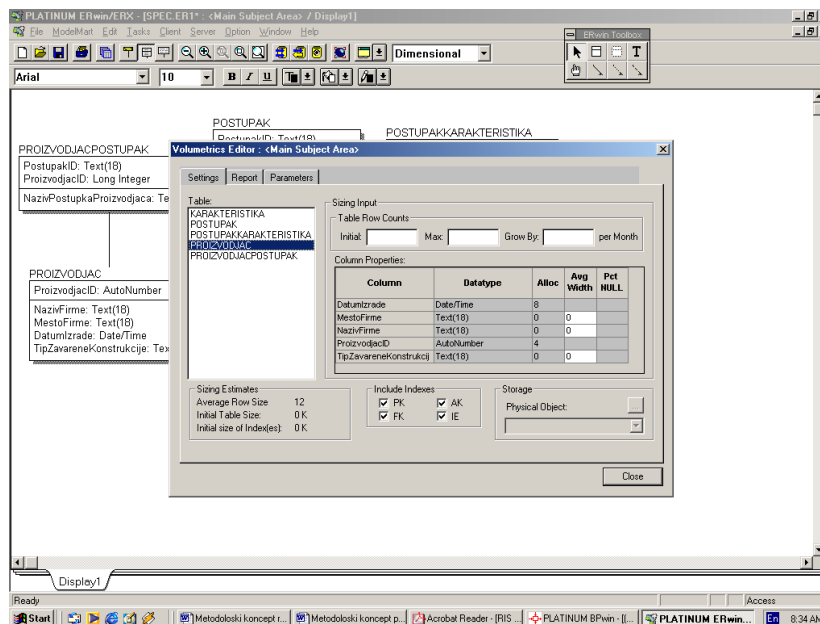 PLATINUM ERwin/ERX - [SPEC.ER1* : <Main Subject Area> / Display1]
File ModelMart Edit Tasks Client Server Option Window Help
ERwin Toolbox
Dimensional
T
Arial 10 B I U
POSTUPAK
PostupakID: Text(18)
POSTUPAKKARAKTERISTIKA
PROIZVODJACPOSTUPAK
PostupakID: Text(18)
ProizvodjacID: Long Integer
NazivPostupkaProizvodjaca: Te
PROIZVODJAC
ProizvodjacID: AutoNumber
NazivFirme: Text(18)
MestoFirme: Text(18)
DatumIzrade: Date/Time
TipZavareneKonstrukcije: Tex
Volumetrics Editor : <Main Subject Area>
Settings Report Parameters
Table:
KARAKTERISTIKA
POSTUPAK
POSTUPAKKARAKTERISTIKA
PROIZVODJAC
PROIZVODJACPOSTUPAK
Sizing Input
Table Row Counts
Initial: Max: Grow By: per Month
Column Properties:
Column Datatype Alloc Avg Width Pct NULL
DatumIzrade Date/Time 8
MestoFirme Text(18) 0 0
NazivFirme Text(18) 0 0
ProizvodjacID AutoNumber 4
TipZavareneKonstrukcij Text(18) 0 0
Sizing Estimates
Average Row Size 12
Initial Table Size: 0 K
Initial size of Index(es): 0 K
Include Indexes
PK AK
FK IE
Storage
Physical Object:
...
Close
Display1
Ready Access
Start Metodoloski koncept r... Metodoloski koncept p... Acrobat Reader - [RIS ... PLATINUM BPwin - [[... PLATINUM ERwin... En 8:34 AM